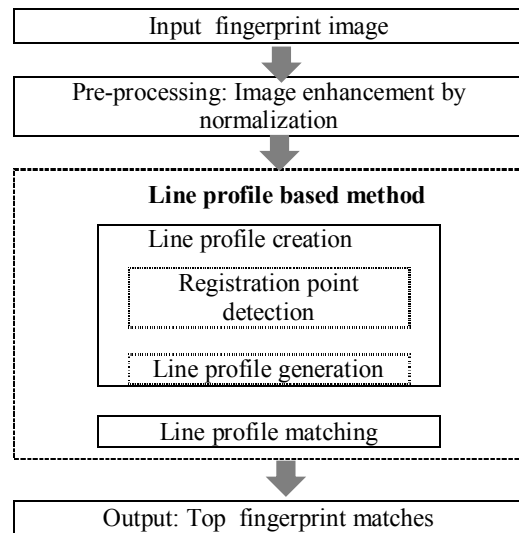 Input fingerprint image
Pre-processing: Image enhancement by
normalization
Line profile based method
Line profile creation
Registration point
detection
Line profile generation
Line profile matching
Output: Top fingerprint matches